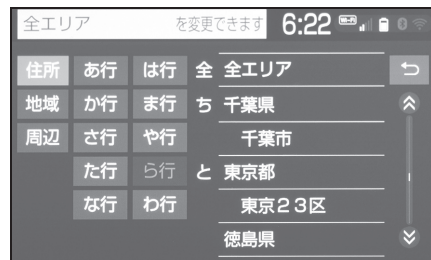 全エリア を変更できます 6:22
住所 あ行 は行 全 全エリア
地域 か行 ま行 ち 千葉県
周辺 さ行 や行 千葉市
た行 ら行 と 東京都
な行 わ行 東京23区
徳島県